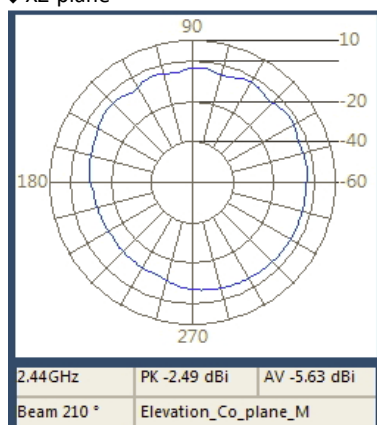 XZ-plane
90
10
-20
-40
180
-60
270
2.44GHz PK -2.49 dBi AV -5.63 dBi
Beam 210 ° Elevation_Co_plane_M